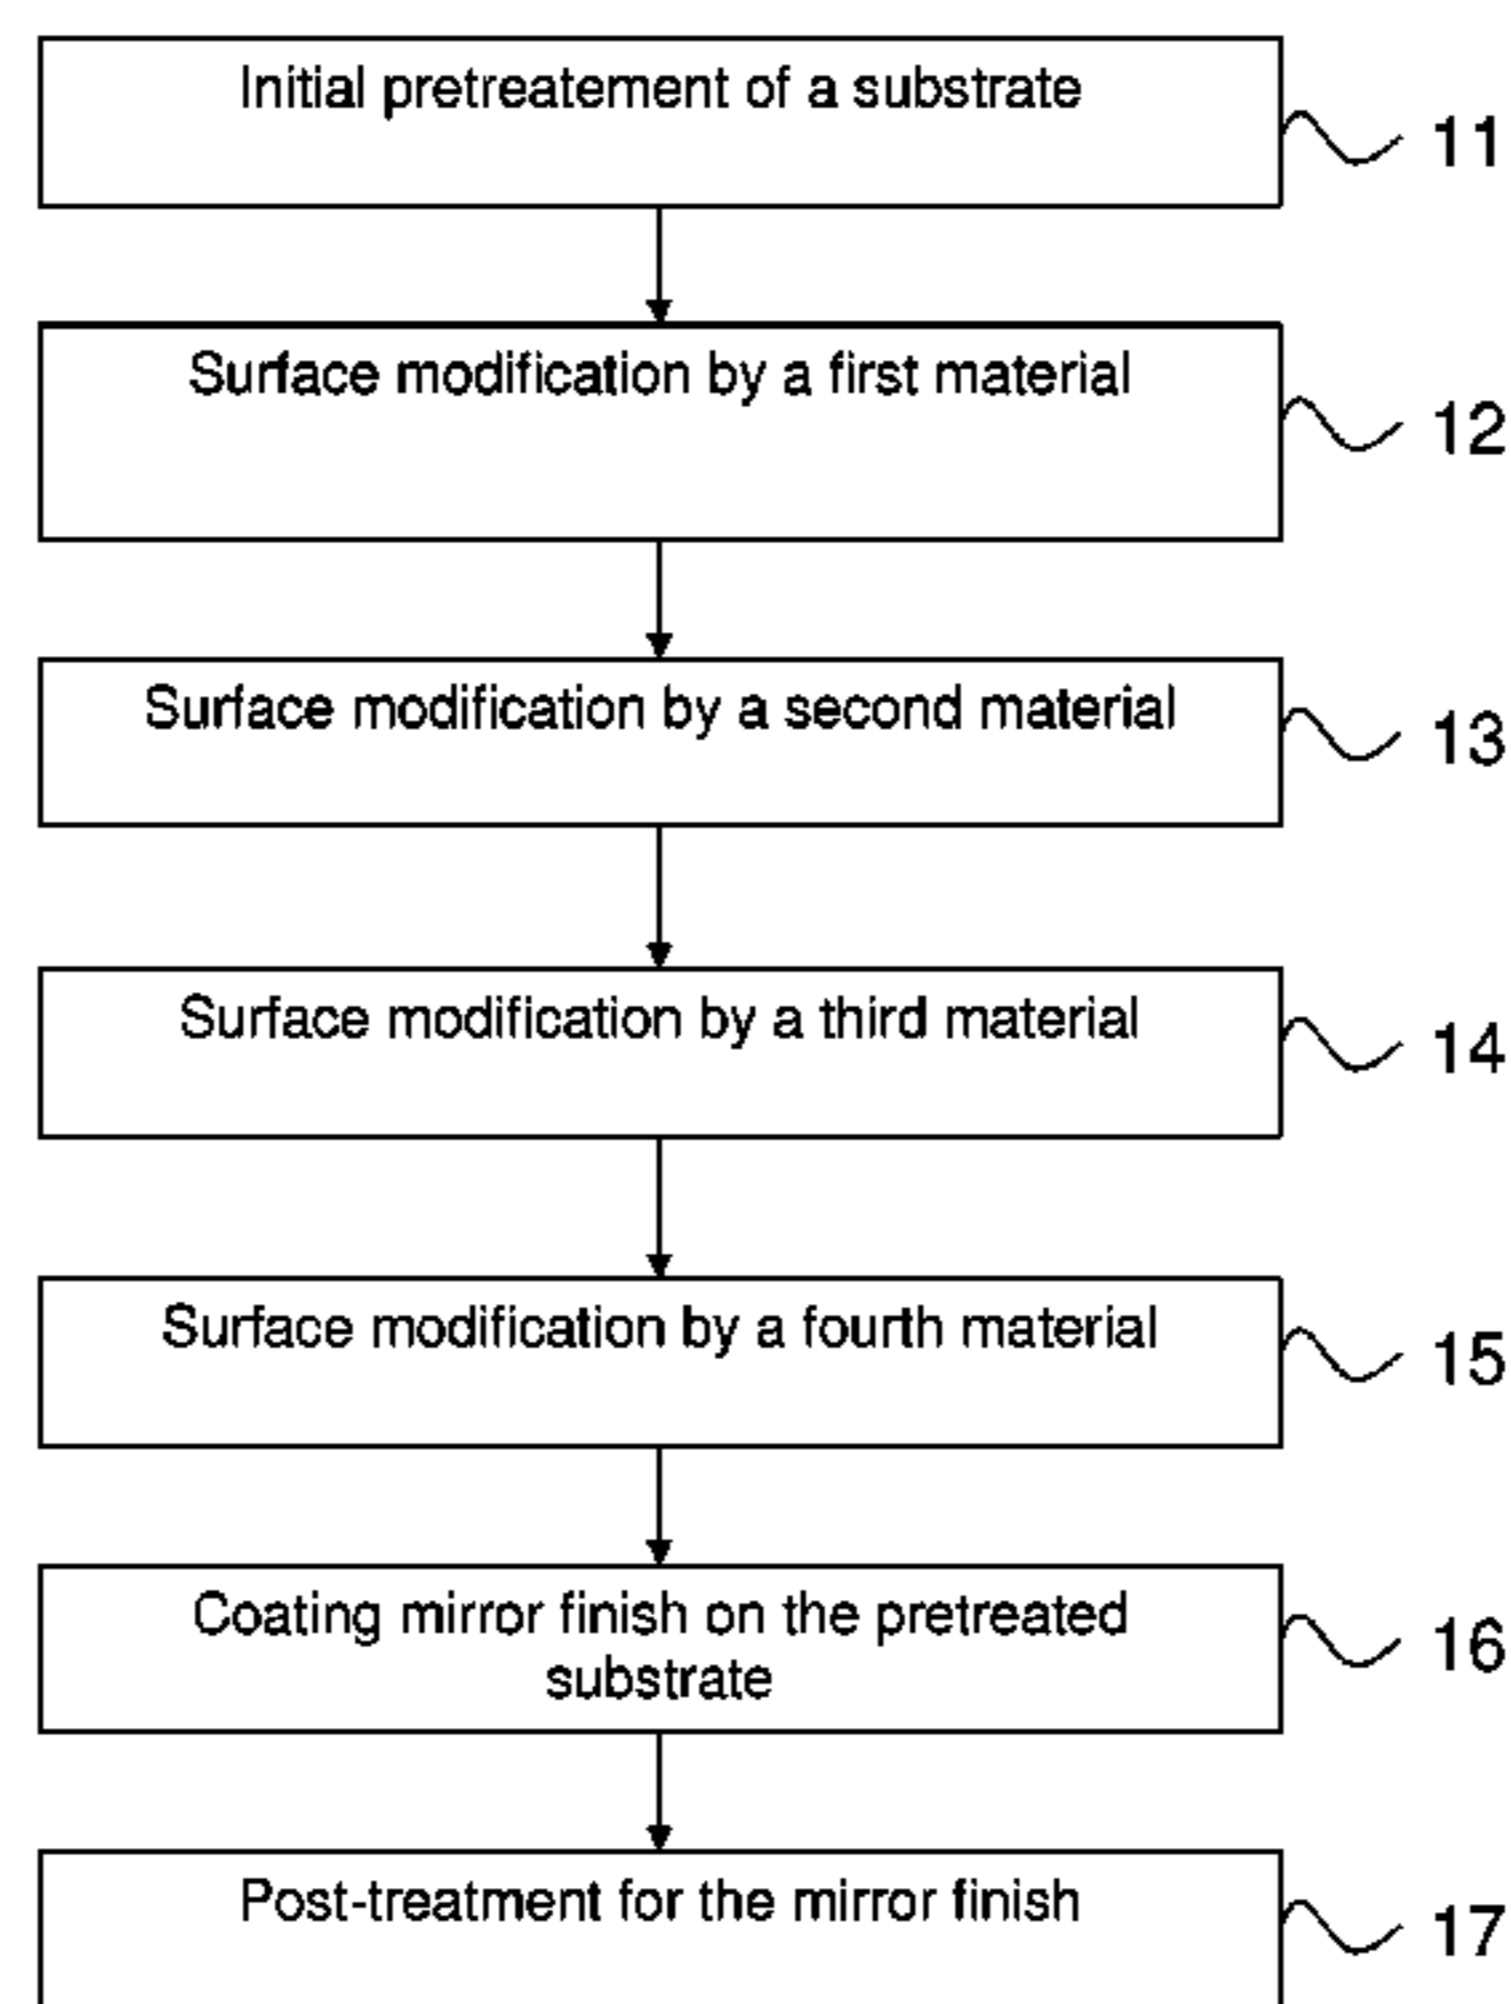 Initial pretreatement of a substrate
11
Surface modification by a first material
12
Surface modification by a second material
13
Surface modification by a third material
14
Surface modification by a fourth material
15
Coating mirror finish on the pretreated
substrate
16
Post-treatment for the mirror finish
17